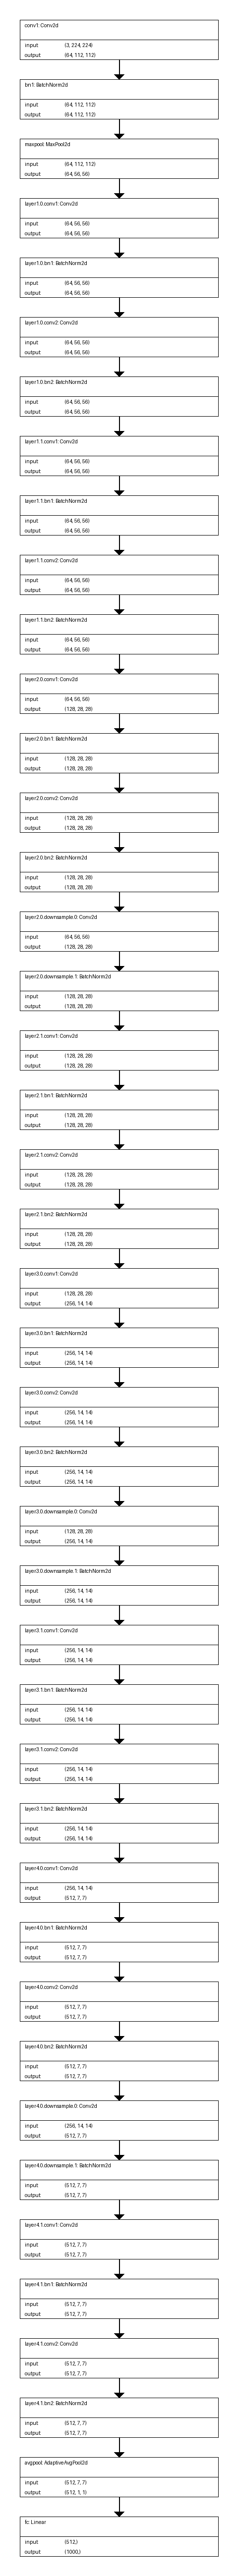 conv1: Conv2d
input: (3, 224, 224)
output: (64, 112, 112)
bn1: BatchNorm2d
input: (64, 112, 112)
output: (64, 112, 112)
maxpool: MaxPool2d
input: (64, 112, 112)
output: (64, 56, 56)
layer1.0.conv1: Conv2d
input: (64, 56, 56)
output: (64, 56, 56)
layer1.0.bn1: BatchNorm2d
input: (64, 56, 56)
output: (64, 56, 56)
layer1.0.conv2: Conv2d
input: (64, 56, 56)
output: (64, 56, 56)
layer1.0.bn2: BatchNorm2d
input: (64, 56, 56)
output: (64, 56, 56)
layer1.1.conv1: Conv2d
input: (64, 56, 56)
output: (64, 56, 56)
layer1.1.bn1: BatchNorm2d
input: (64, 56, 56)
output: (64, 56, 56)
layer1.1.conv2: Conv2d
input: (64, 56, 56)
output: (64, 56, 56)
layer1.1.bn2: BatchNorm2d
input: (64, 56, 56)
output: (64, 56, 56)
layer2.0.conv1: Conv2d
input: (64, 56, 56)
output: (128, 28, 28)
layer2.0.bn1: BatchNorm2d
input: (128, 28, 28)
output: (128, 28, 28)
layer2.0.conv2: Conv2d
input: (128, 28, 28)
output: (128, 28, 28)
layer2.0.bn2: BatchNorm2d
input: (128, 28, 28)
output: (128, 28, 28)
layer2.0.downsample.0: Conv2d
input: (64, 56, 56)
output: (128, 28, 28)
layer2.0.downsample.1: BatchNorm2d
input: (128, 28, 28)
output: (128, 28, 28)
layer2.1.conv1: Conv2d
input: (128, 28, 28)
output: (128, 28, 28)
layer2.1.bn1: BatchNorm2d
input: (128, 28, 28)
output: (128, 28, 28)
layer2.1.conv2: Conv2d
input: (128, 28, 28)
output: (128, 28, 28)
layer2.1.bn2: BatchNorm2d
input: (128, 28, 28)
output: (128, 28, 28)
layer3.0.conv1: Conv2d
input: (128, 28, 28)
output: (256, 14, 14)
layer3.0.bn1: BatchNorm2d
input: (256, 14, 14)
output: (256, 14, 14)
layer3.0.conv2: Conv2d
input: (256, 14, 14)
output: (256, 14, 14)
layer3.0.bn2: BatchNorm2d
input: (256, 14, 14)
output: (256, 14, 14)
layer3.0.downsample.0: Conv2d
input: (128, 28, 28)
output: (256, 14, 14)
layer3.0.downsample.1: BatchNorm2d
input: (256, 14, 14)
output: (256, 14, 14)
layer3.1.conv1: Conv2d
input: (256, 14, 14)
output: (256, 14, 14)
layer3.1.bn1: BatchNorm2d
input: (256, 14, 14)
output: (256, 14, 14)
layer3.1.conv2: Conv2d
input: (256, 14, 14)
output: (256, 14, 14)
layer3.1.bn2: BatchNorm2d
input: (256, 14, 14)
output: (256, 14, 14)
layer4.0.conv1: Conv2d
input: (256, 14, 14)
output: (512, 7, 7)
layer4.0.bn1: BatchNorm2d
input: (512, 7, 7)
output: (512, 7, 7)
layer4.0.conv2: Conv2d
input: (512, 7, 7)
output: (512, 7, 7)
layer4.0.bn2: BatchNorm2d
input: (512, 7, 7)
output: (512, 7, 7)
layer4.0.downsample.0: Conv2d
input: (256, 14, 14)
output: (512, 7, 7)
layer4.0.downsample.1: BatchNorm2d
input: (512, 7, 7)
output: (512, 7, 7)
layer4.1.conv1: Conv2d
input: (512, 7, 7)
output: (512, 7, 7)
layer4.1.bn1: BatchNorm2d
input: (512, 7, 7)
output: (512, 7, 7)
layer4.1.conv2: Conv2d
input: (512, 7, 7)
output: (512, 7, 7)
layer4.1.bn2: BatchNorm2d
input: (512, 7, 7)
output: (512, 7, 7)
avgpool: AdaptiveAvgPool2d
input: (512, 7, 7)
output: (512, 1, 1)
fc: Linear
input: (512,)
output: (1000,)